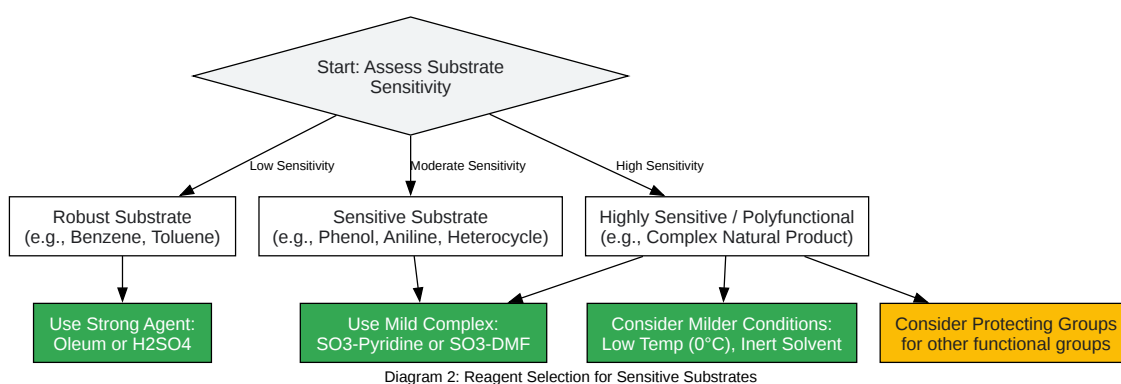 Start: Assess Substrate
Sensitivity
Low Sensitivity
Moderate Sensitivity
High Sensitivity
Robust Substrate
(e.g., Benzene, Toluene)
Sensitive Substrate
(e.g., Phenol, Aniline, Heterocycle)
Highly Sensitive / Polyfunctional
(e.g., Complex Natural Product)
Use Strong Agent:
Oleum or H2SO4
Use Mild Complex:
SO3-Pyridine or SO3-DMF
Consider Milder Conditions:
Low Temp (0°C), Inert Solvent
Consider Protecting Groups
for other functional groups
Diagram 2: Reagent Selection for Sensitive Substrates